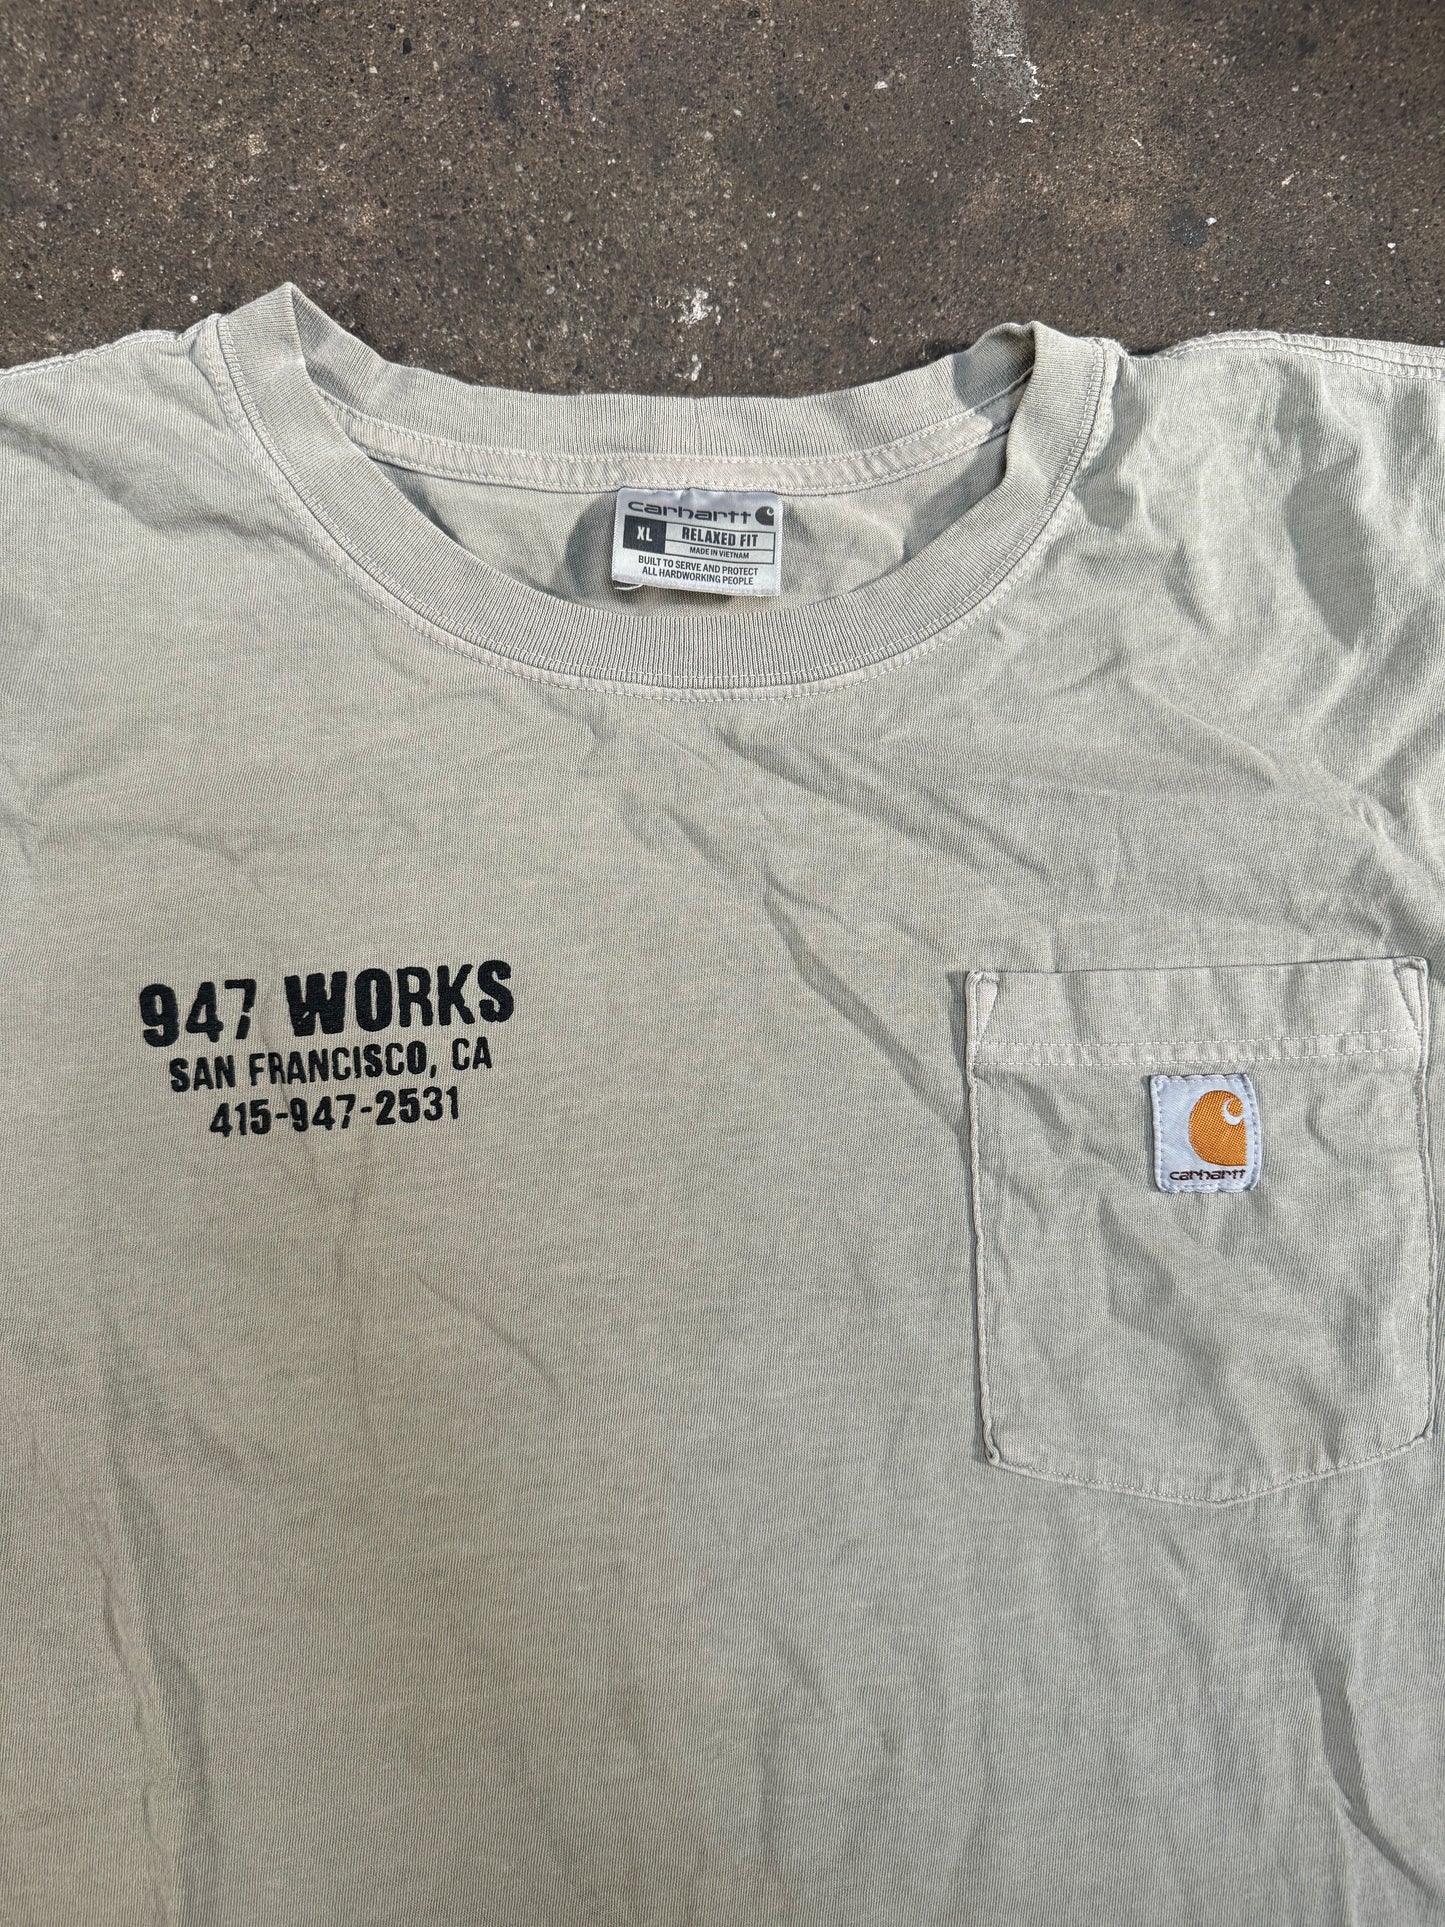 carhartt
XL RELAXED FIT
MADE IN VIETNAM
BUILT TO SERVE AND PROTECT
ALL HARDWORKING PEOPLE
947 WORKS
SAN FRANCISCO, CA
415-947-2531
carhartt